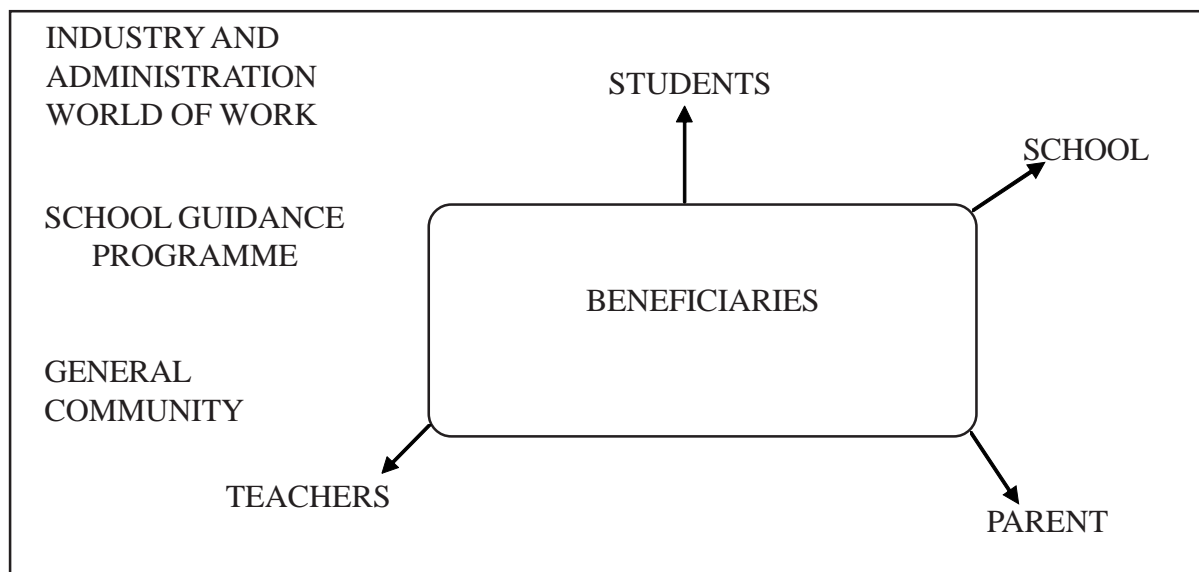 INDUSTRY AND
ADMINISTRATION
WORLD OF WORK
STUDENTS
SCHOOL
SCHOOL GUIDANCE
PROGRAMME
BENEFICIARIES
GENERAL
COMMUNITY
TEACHERS
PARENT